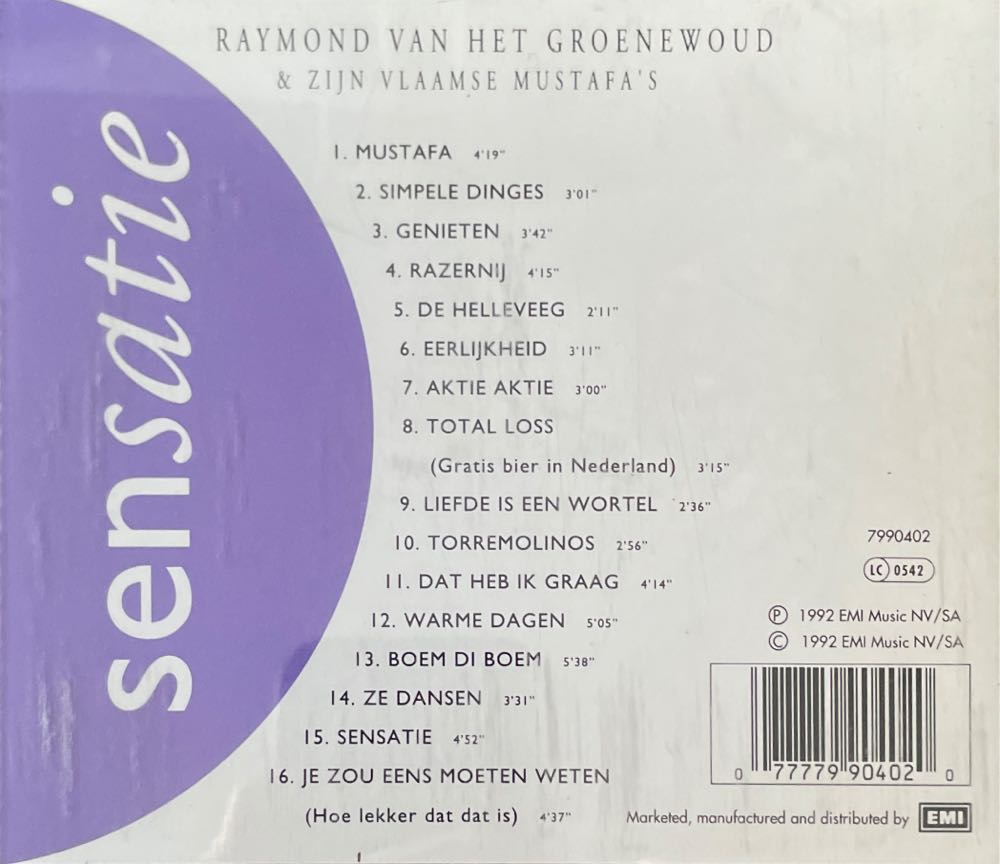 RAYMOND VAN HET GROENEWOUD
& ZIJN VLAAMSE MUSTAFA'S
sensatie
1. MUSTAFA 4'19"
2. SIMPELE DINGES 3'01"
3. GENIETEN 3'42"
4. RAZERNIJ 4'15"
5. DE HELLEVEEG 2'11"
6. EERLIJKHEID 3'11"
7. AKTIE AKTIE 3'00"
8. TOTAL LOSS
(Gratis bier in Nederland) 3'15"
9. LIEFDE IS EEN WORTEL 2'36"
10. TORREMOLINOS 2'56"
11. DAT HEB IK GRAAG 4'14"
12. WARME DAGEN 5'05"
13. BOEM DI BOEM 5'38"
14. ZE DANSEN 3'31"
15. SENSATIE 4'52"
16. JE ZOU EENS MOETEN WETEN
(Hoe lekker dat dat is) 4'37"
7990402
LC 0542
Ⓟ 1992 EMI Music NV/SA
© 1992 EMI Music NV/SA
0 77779 90402 0
Marketed, manufactured and distributed by EMI